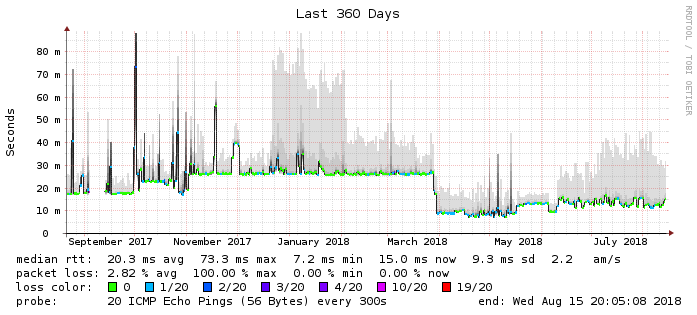 Last 360 Days
RRDTOOL / TOBI OETIKER
Seconds
80 m
70 m
60 m
50 m
40 m
30 m
20 m
10 m
0
September 2017 November 2017 January 2018 March 2018 May 2018 July 2018
median rtt: 20.3 ms avg 73.3 ms max 7.2 ms min 15.0 ms now 9.3 ms sd 2.2 am/s
packet loss: 2.82 % avg 100.00 % max 0.00 % min 0.00 % now
loss color: 0 1/20 2/20 3/20 4/20 10/20 19/20
probe: 20 ICMP Echo Pings (56 Bytes) every 300s end: Wed Aug 15 20:05:08 2018